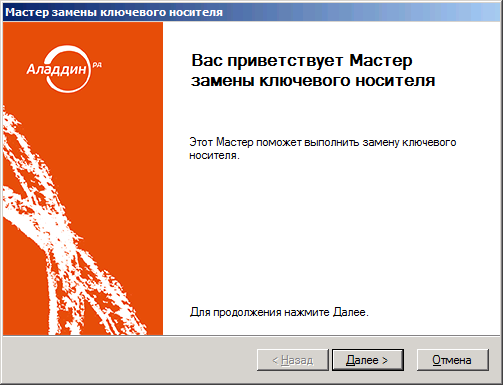 Мастер замены ключевого носителя
Аладдин РД
Вас приветствует Мастер
замены ключевого носителя
Этот Мастер поможет выполнить замену ключевого
носителя.
Для продолжения нажмите Далее.
< Назад
Далее >
Отмена